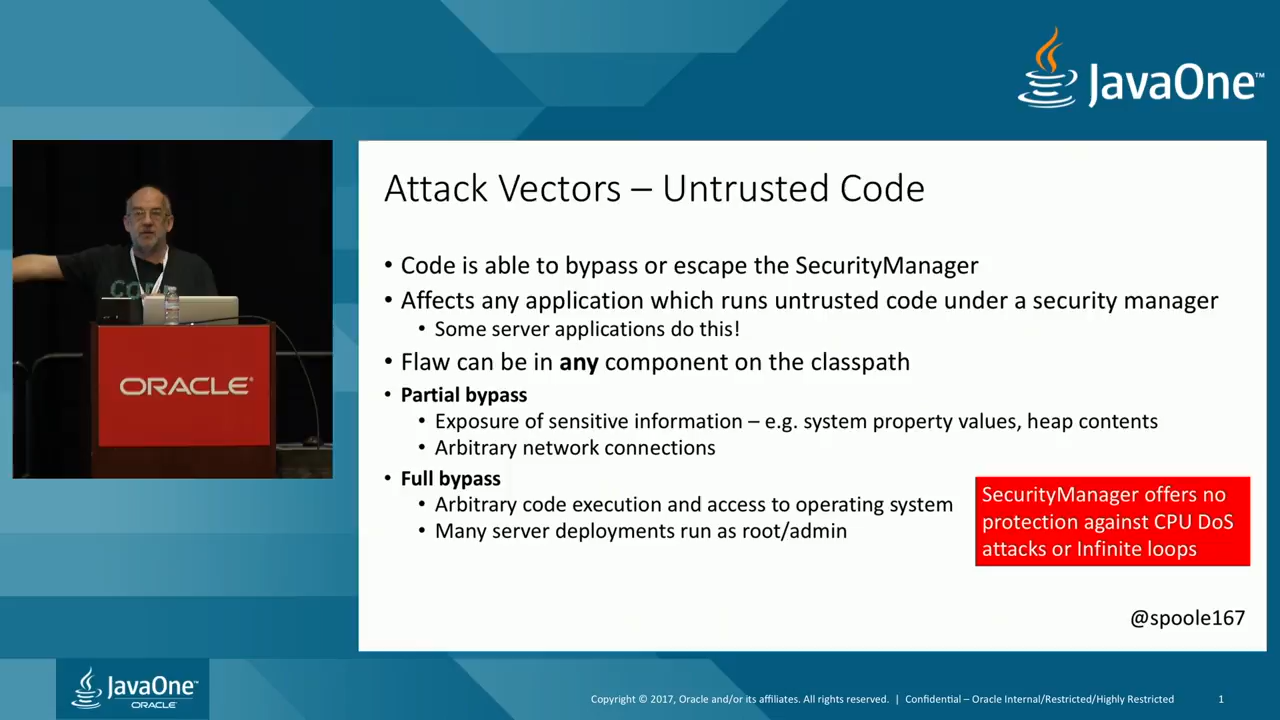 JavaOne™
Attack Vectors – Untrusted Code
• Code is able to bypass or escape the SecurityManager
• Affects any application which runs untrusted code under a security manager
• Some server applications do this!
• Flaw can be in any component on the classpath
• Partial bypass
• Exposure of sensitive information – e.g. system property values, heap contents
• Arbitrary network connections
• Full bypass
• Arbitrary code execution and access to operating system
• Many server deployments run as root/admin
SecurityManager offers no
protection against CPU DoS
attacks or Infinite loops
@spoole167
ORACLE®
JavaOne™
ORACLE
Copyright © 2017, Oracle and/or its affiliates. All rights reserved. | Confidential – Oracle Internal/Restricted/Highly Restricted 1